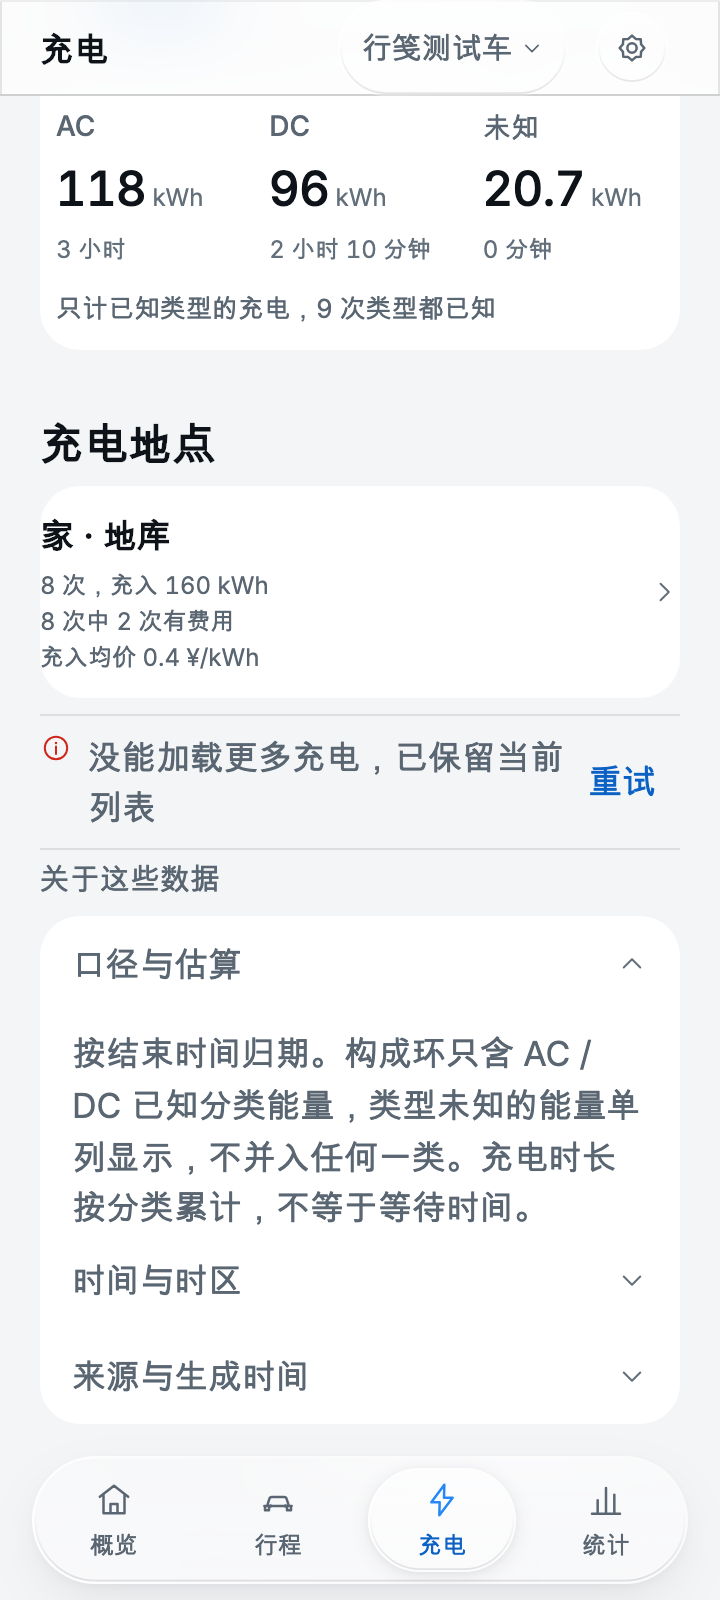 充电
行笺测试车
AC
DC
未知
118 kWh
96 kWh
20.7 kWh
3 小时
2 小时 10 分钟
0 分钟
只计已知类型的充电，9 次类型都已知
充电地点
家 · 地库
8 次，充入 160 kWh
8 次中 2 次有费用
充入均价 0.4 ¥/kWh
没能加载更多充电，已保留当前
列表
重试
关于这些数据
口径与估算
按结束时间归期。构成环只含 AC /
DC 已知分类能量，类型未知的能量单
列显示，不并入任何一类。充电时长
按分类累计，不等于等待时间。
时间与时区
来源与生成时间
概览
行程
充电
统计